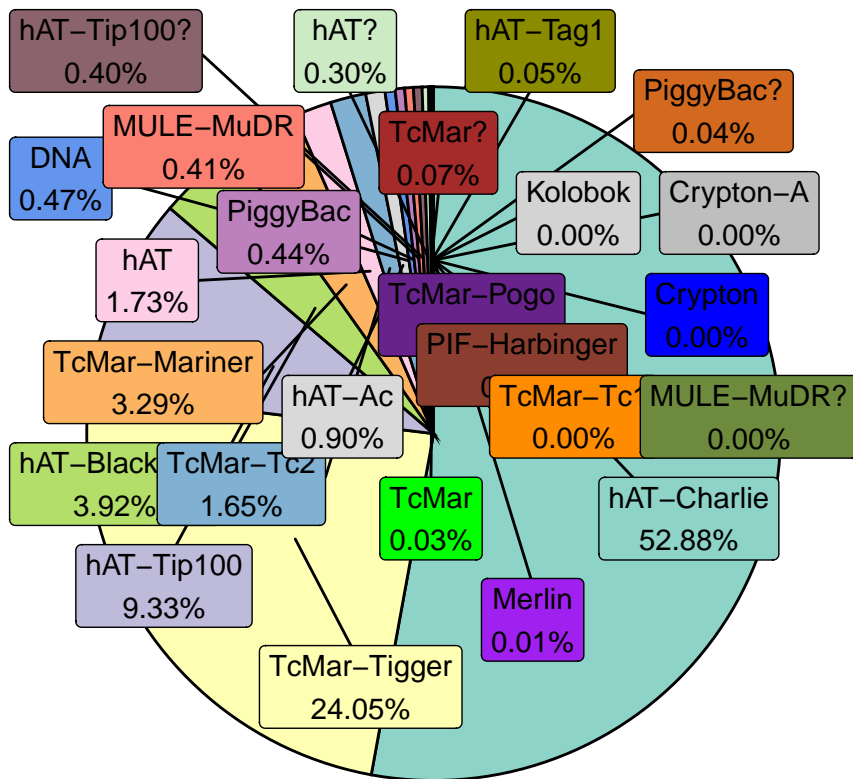 hAT−Tip100?
0.40%
hAT?
0.30%
hAT−Tag1
0.05%
PiggyBac?
0.04%
MULE−MuDR
0.41%
TcMar?
0.07%
DNA
0.47%
PiggyBac
0.44%
Kolobok
0.00%
Crypton−A
0.00%
hAT
1.73%
TcMar−Pogo
Crypton
0.00%
PIF−Harbinger
TcMar−Mariner
3.29%
hAT−Ac
0.90%
TcMar−Tc1
0.00%
MULE−MuDR?
0.00%
hAT−Black
3.92%
TcMar−Tc2
1.65%
TcMar
0.03%
hAT−Charlie
52.88%
hAT−Tip100
9.33%
Merlin
0.01%
TcMar−Tigger
24.05%